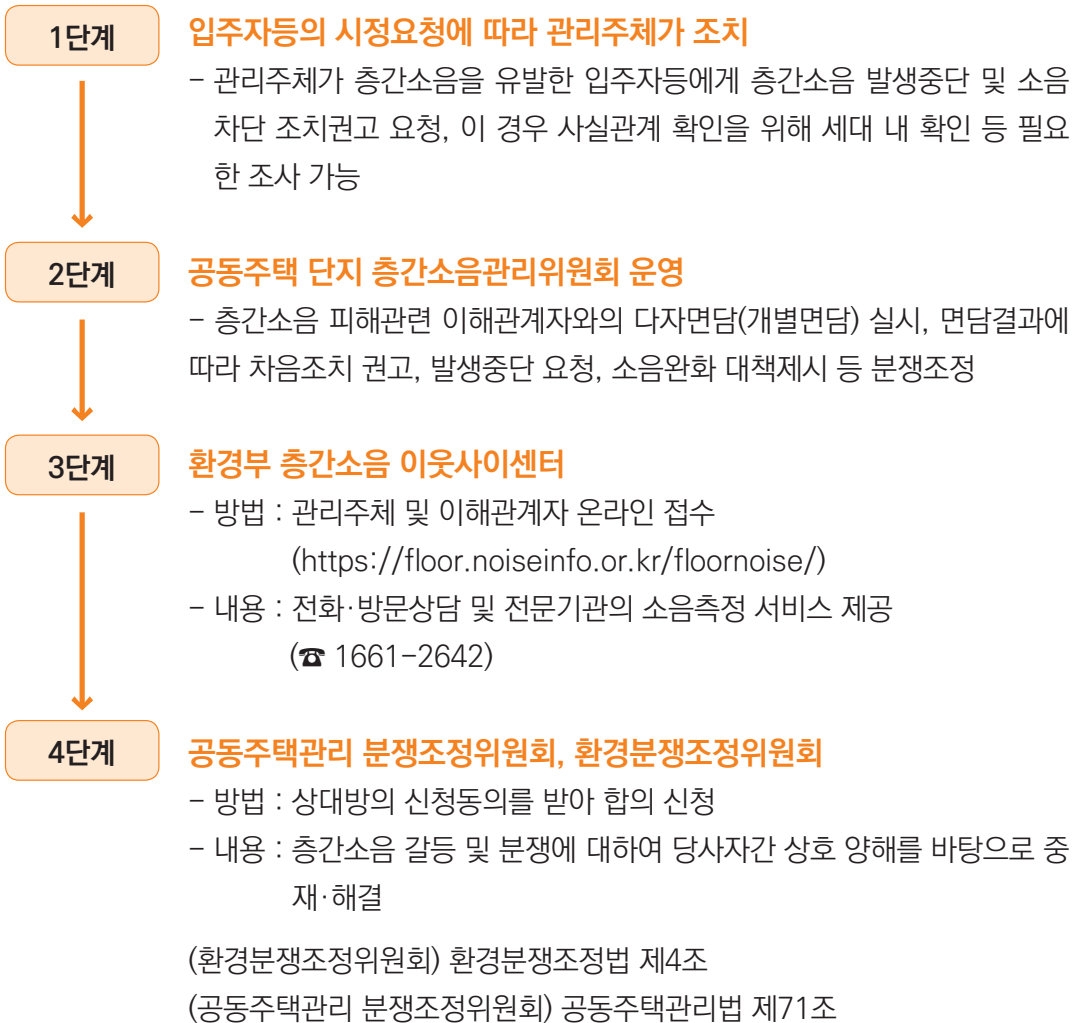 1단계
입주자등의 시정요청에 따라 관리주체가 조치
- 관리주체가 층간소음을 유발한 입주자등에게 층간소음 발생중단 및 소음
차단 조치권고 요청, 이 경우 사실관계 확인을 위해 세대 내 확인 등 필요
한 조사 가능
2단계
공동주택 단지 층간소음관리위원회 운영
- 층간소음 피해관련 이해관계자와의 다자면담(개별면담) 실시, 면담결과에
따라 차음조치 권고, 발생중단 요청, 소음완화 대책제시 등 분쟁조정
3단계
환경부 층간소음 이웃사이센터
- 방법 : 관리주체 및 이해관계자 온라인 접수
(https://floor.noiseinfo.or.kr/floornoise/)
- 내용 : 전화·방문상담 및 전문기관의 소음측정 서비스 제공
(☎ 1661-2642)
4단계
공동주택관리 분쟁조정위원회, 환경분쟁조정위원회
- 방법 : 상대방의 신청동의를 받아 합의 신청
- 내용 : 층간소음 갈등 및 분쟁에 대하여 당사자간 상호 양해를 바탕으로 중
재·해결
(환경분쟁조정위원회) 환경분쟁조정법 제4조
(공동주택관리 분쟁조정위원회) 공동주택관리법 제71조